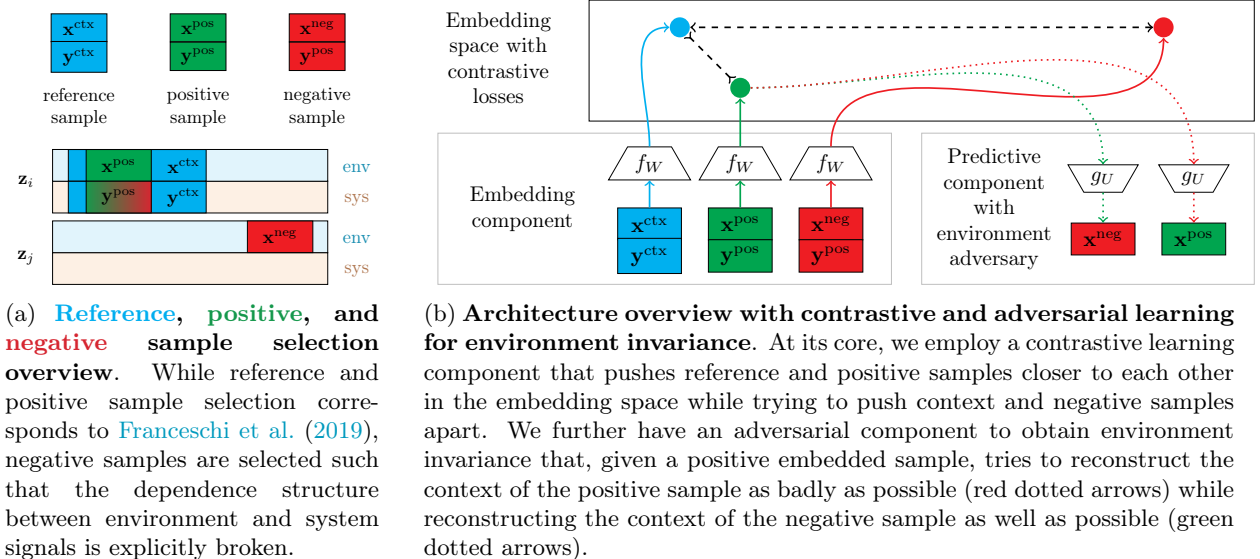 x^ctx
y^ctx
x^pos
y^pos
x^neg
y^pos
reference
sample
positive
sample
negative
sample
z_i
x^pos
x^ctx
env
y^pos
y^ctx
sys
z_j
x^neg
env
sys
(a) Reference, positive, and
negative sample selection
overview. While reference and
positive sample selection corre-
sponds to Franceschi et al. (2019),
negative samples are selected such
that the dependence structure
between environment and system
signals is explicitly broken.
Embedding
space with
contrastive
losses
Embedding
component
f_W
f_W
f_W
x^ctx
y^ctx
x^pos
y^pos
x^neg
y^pos
Predictive
component
with
environment
adversary
g_U
g_U
x^neg
x^pos
(b) Architecture overview with contrastive and adversarial learning
for environment invariance. At its core, we employ a contrastive learning
component that pushes reference and positive samples closer to each other
in the embedding space while trying to push context and negative samples
apart. We further have an adversarial component to obtain environment
invariance that, given a positive embedded sample, tries to reconstruct the
context of the positive sample as badly as possible (red dotted arrows) while
reconstructing the context of the negative sample as well as possible (green
dotted arrows).